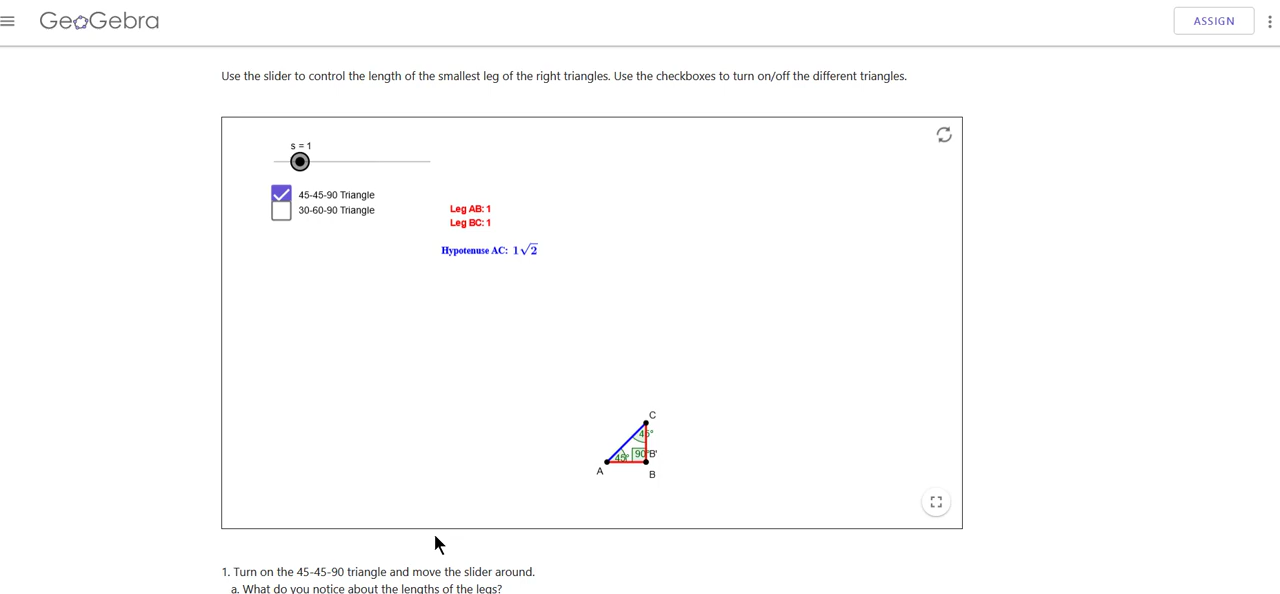 GeoGebra
ASSIGN
Use the slider to control the length of the smallest leg of the right triangles. Use the checkboxes to turn on/off the different triangles.
s = 1
45-45-90 Triangle
30-60-90 Triangle
Leg AB: 1
Leg BC: 1
Hypotenuse AC: 1√2
C
45°
45°
90°
B'
A
B
1. Turn on the 45-45-90 triangle and move the slider around.
a. What do you notice about the lengths of the legs?